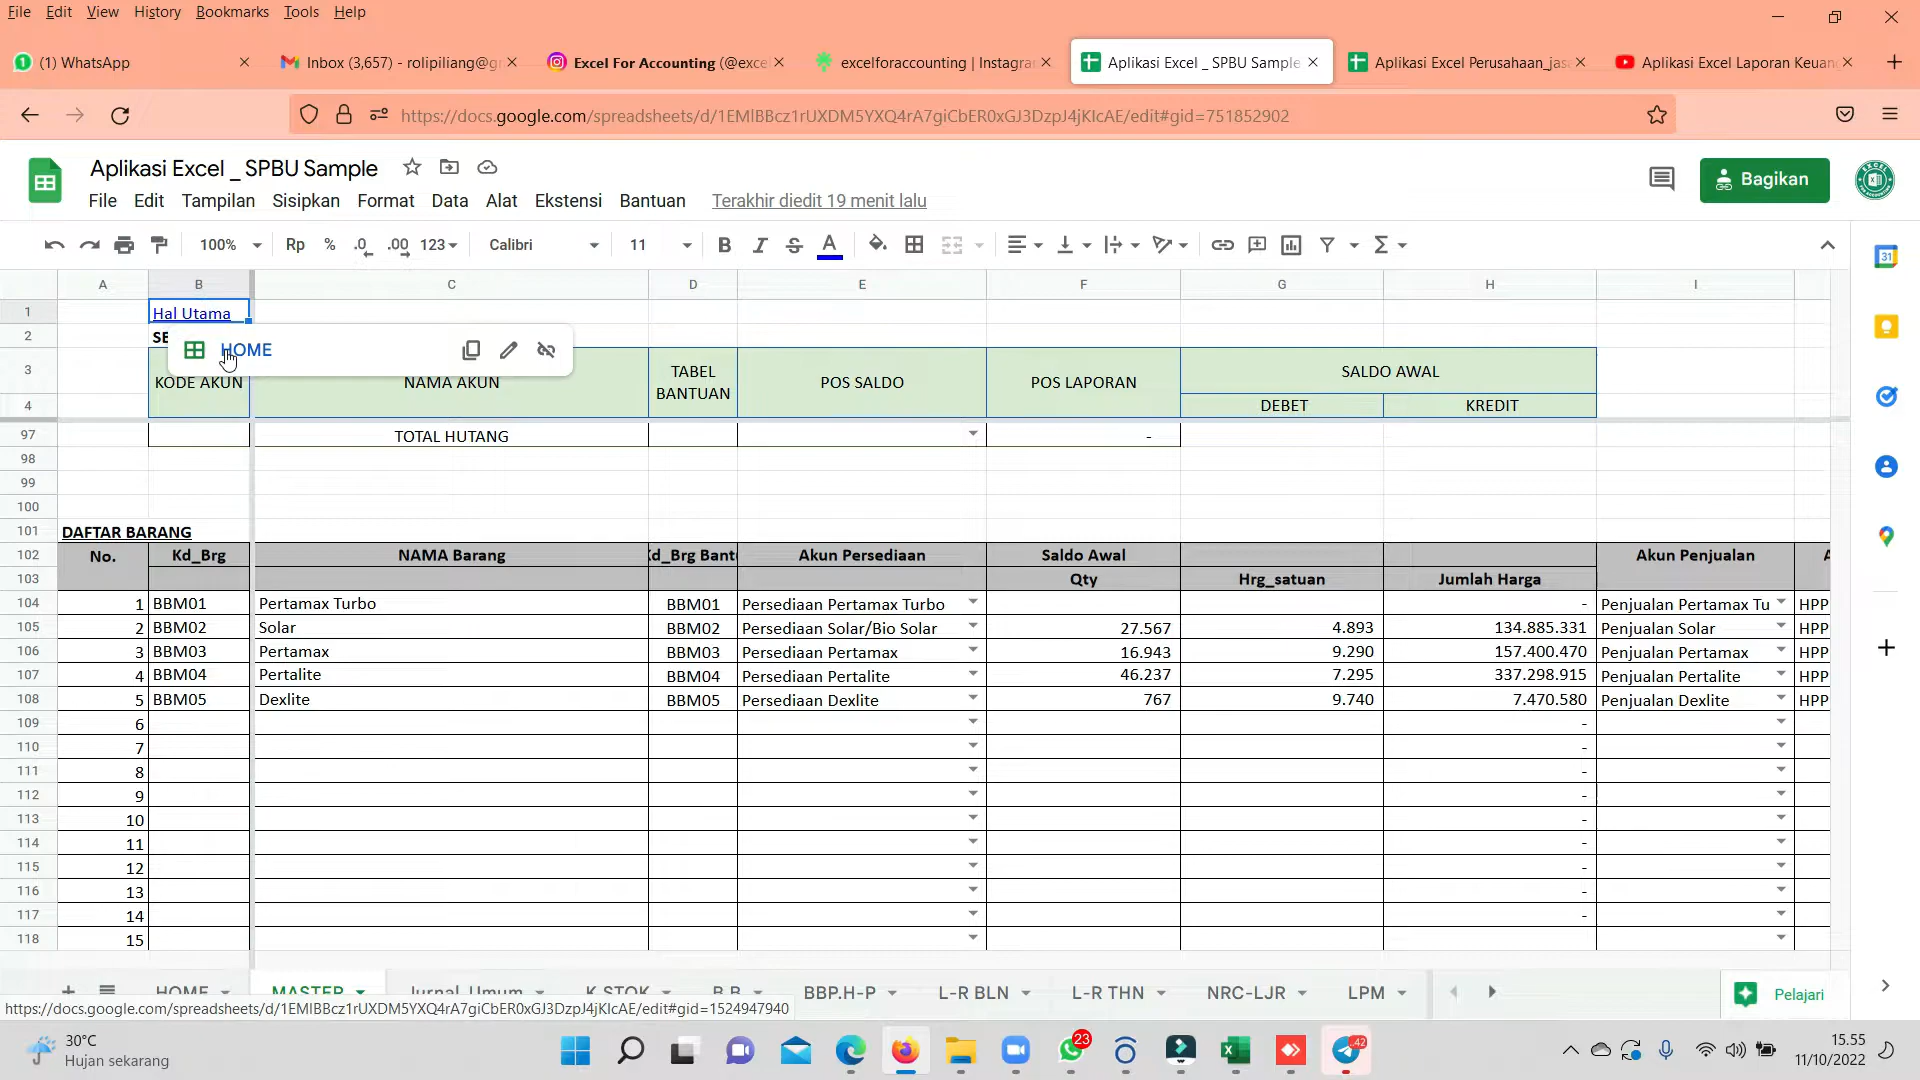 File Edit View History Bookmarks Tools Help
(1) WhatsApp
Inbox (3,657) - rolipiliang@g
Excel For Accounting (@exce
excelforaccounting | Instagra
Aplikasi Excel _ SPBU Sample
Aplikasi Excel Perusahaan_jas
Aplikasi Excel Laporan Keuan
https://docs.google.com/spreadsheets/d/1EMlBBcz1rUXDM5YXQ4rA7giCbER0xGJ3DzpJ4jKIcAE/edit#gid=751852902
Aplikasi Excel _ SPBU Sample
Bagikan
File Edit Tampilan Sisipkan Format Data Alat Ekstensi Bantuan Terakhir diedit 19 menit lalu
100% Rp % .0 .00 123 Calibri 11 B I S A
31
A B C D E F G H I
1 Hal Utama
2 SE
HOME
3 KODE AKUN NAMA AKUN TABEL BANTUAN POS SALDO POS LAPORAN SALDO AWAL
4 DEBET KREDIT
97 TOTAL HUTANG -
98
99
100
101 DAFTAR BARANG
102 No. Kd_Brg NAMA Barang Kd_Brg Bant Akun Persediaan Saldo Awal Akun Penjualan A
103 Qty Hrg_satuan Jumlah Harga
104 1 BBM01 Pertamax Turbo BBM01 Persediaan Pertamax Turbo - Penjualan Pertamax Tu HPP
105 2 BBM02 Solar BBM02 Persediaan Solar/Bio Solar 27.567 4.893 134.885.331 Penjualan Solar HPP
106 3 BBM03 Pertamax BBM03 Persediaan Pertamax 16.943 9.290 157.400.470 Penjualan Pertamax HPP
107 4 BBM04 Pertalite BBM04 Persediaan Pertalite 46.237 7.295 337.298.915 Penjualan Pertalite HPP
108 5 BBM05 Dexlite BBM05 Persediaan Dexlite 767 9.740 7.470.580 Penjualan Dexlite HPP
109 6 -
110 7 -
111 8 -
112 9 -
113 10 -
114 11 -
115 12 -
116 13 -
117 14 -
118 15
HOME MASTER Jurnal_Umum K.STOK B.B BBP.H-P L-R BLN L-R THN NRC-LJR LPM Pelajari
https://docs.google.com/spreadsheets/d/1EMlBBcz1rUXDM5YXQ4rA7giCbER0xGJ3DzpJ4jKIcAE/edit#gid=1524947940
30°C
Hujan sekarang
23
42
15.55
11/10/2022